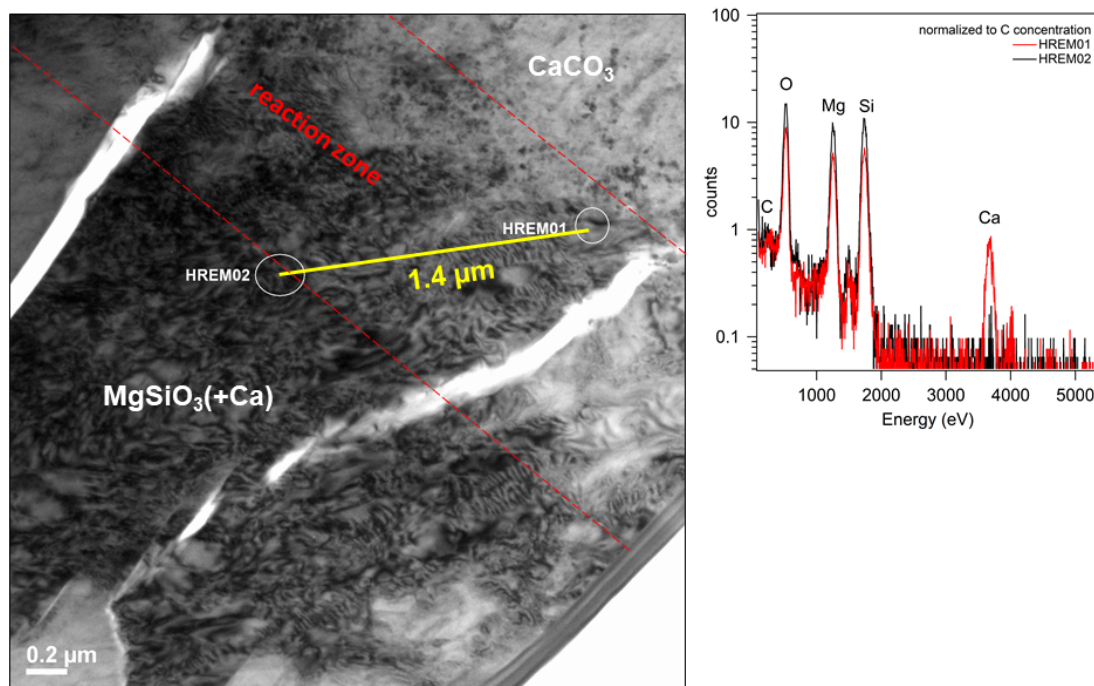 CaCO₃
reaction zone
HREM01
HREM02
1.4 µm
MgSiO₃(+Ca)
0.2 µm
normalized to C concentration
HREM01
HREM02
100
10
1
0.1
counts
C
O
Mg
Si
Ca
1000
2000
3000
4000
5000
Energy (eV)